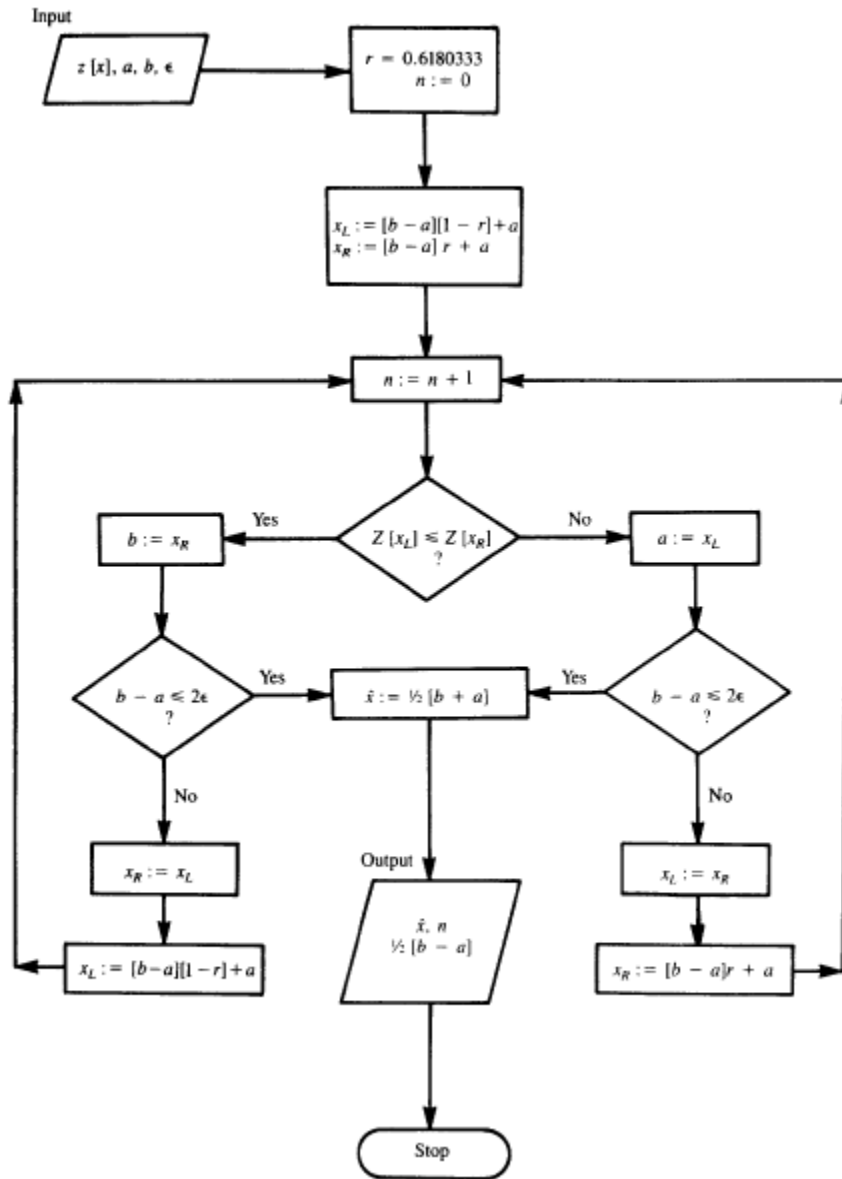 Input
z [x], a, b, ϵ
r = 0.6180333
n := 0
x_L := [b − a][1 − r] + a
x_R := [b − a] r + a
n := n + 1
Yes
No
b := x_R
Z [x_L] ⩽ Z [x_R]
?
a := x_L
b − a ⩽ 2ϵ
?
Yes
x̂ := ½ [b + a]
Yes
b − a ⩽ 2ϵ
?
No
No
x_R := x_L
Output
x_L := x_R
x̂, n
½ [b − a]
x_L := [b−a][1−r]+a
x_R := [b − a]r + a
Stop